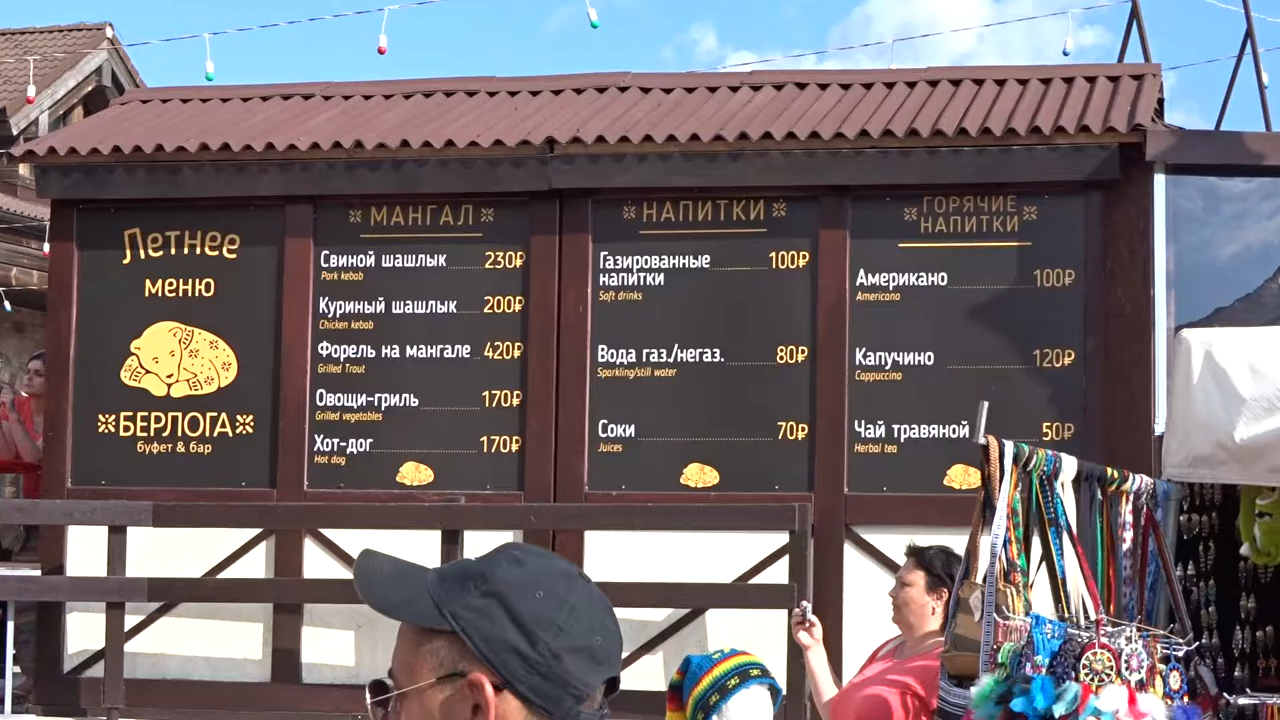 Летнее
меню
БЕРЛОГА
буфет & бар
МАНГАЛ
Свиной шашлык 230₽
Pork kebab
Куриный шашлык 200₽
Chicken kebab
Форель на мангале 420₽
Grilled Trout
Овощи-гриль 170₽
Grilled vegetables
Хот-дог 170₽
Hot dog
НАПИТКИ
Газированные 100₽
напитки
Soft drinks
Вода газ./негаз. 80₽
Sparkling/still water
Соки 70₽
Juices
ГОРЯЧИЕ
НАПИТКИ
Американо 100₽
Americano
Капучино 120₽
Cappuccino
Чай травяной 50₽
Herbal tea